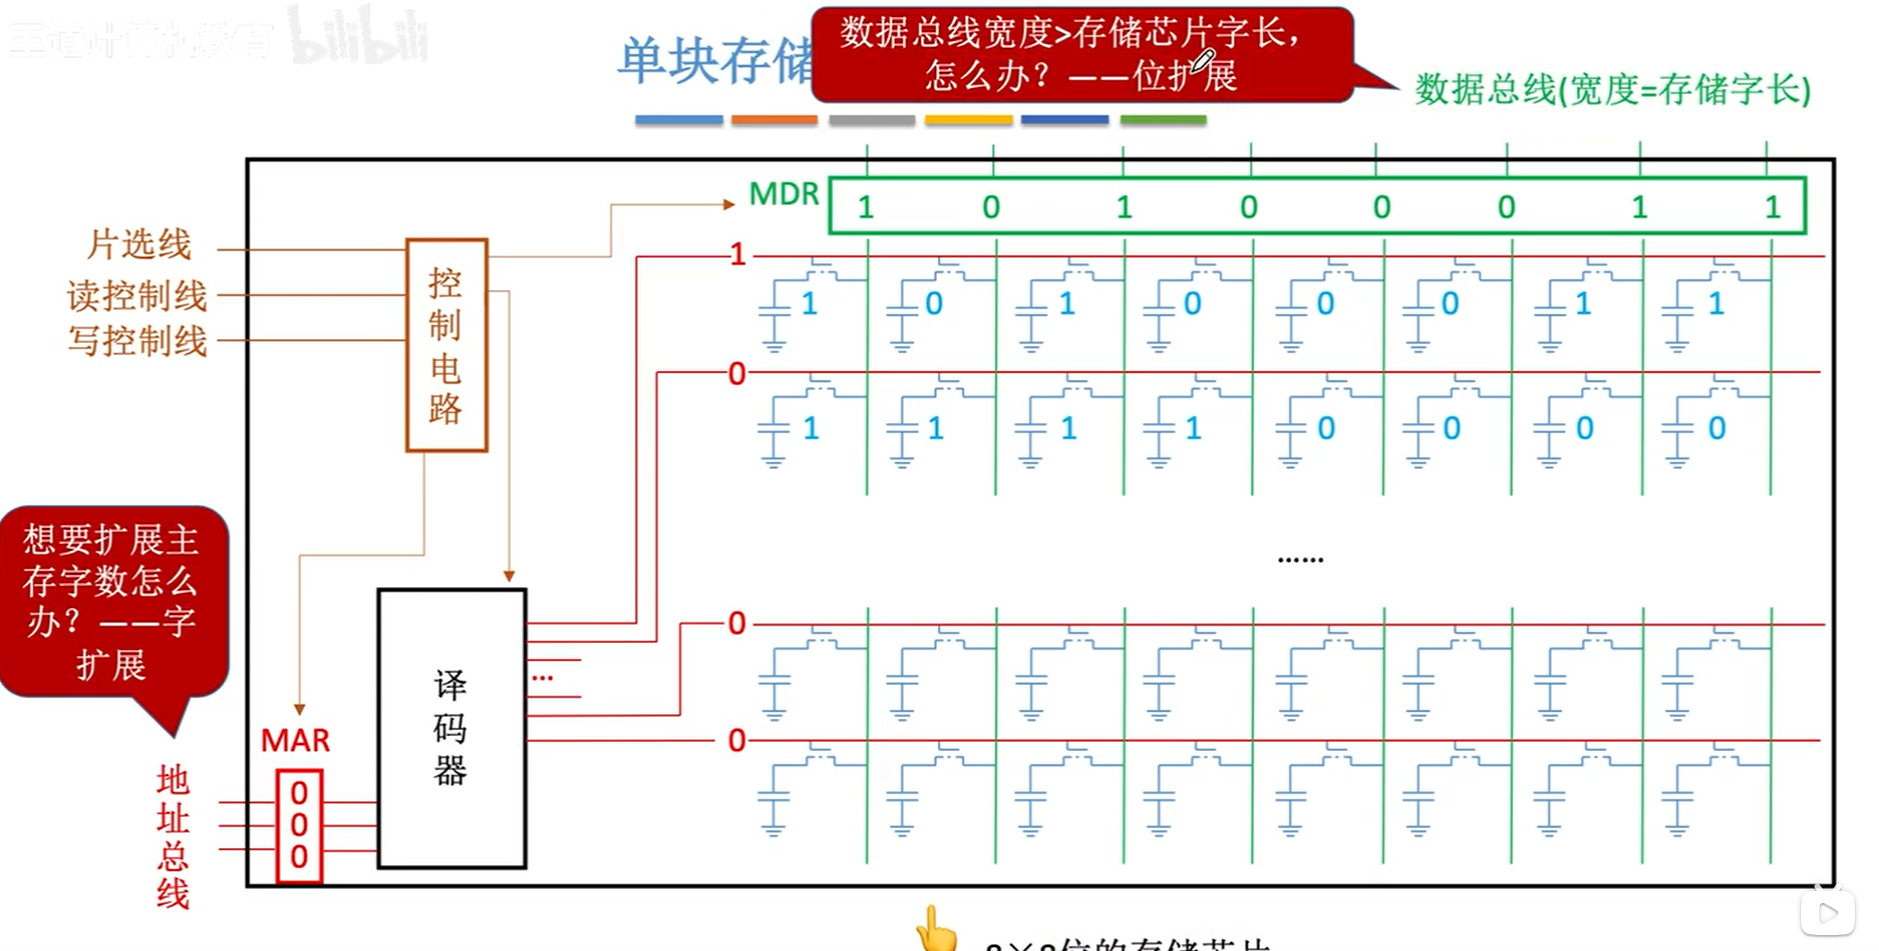 王道计算机教育 bilibili
单块存储
数据总线宽度>存储芯片字长，
怎么办？——位扩展
数据总线(宽度=存储字长)
MDR 1 0 1 0 0 0 1 1
片选线
读控制线
写控制线
控制电路
1
1 0 1 0 0 0 1 1
0
1 1 1 1 0 0 0 0
……
想要扩展主
存字数怎么
办？——字
扩展
0
...
译码器
0
MAR
0
0
0
地址总线
8×8位的存储芯片